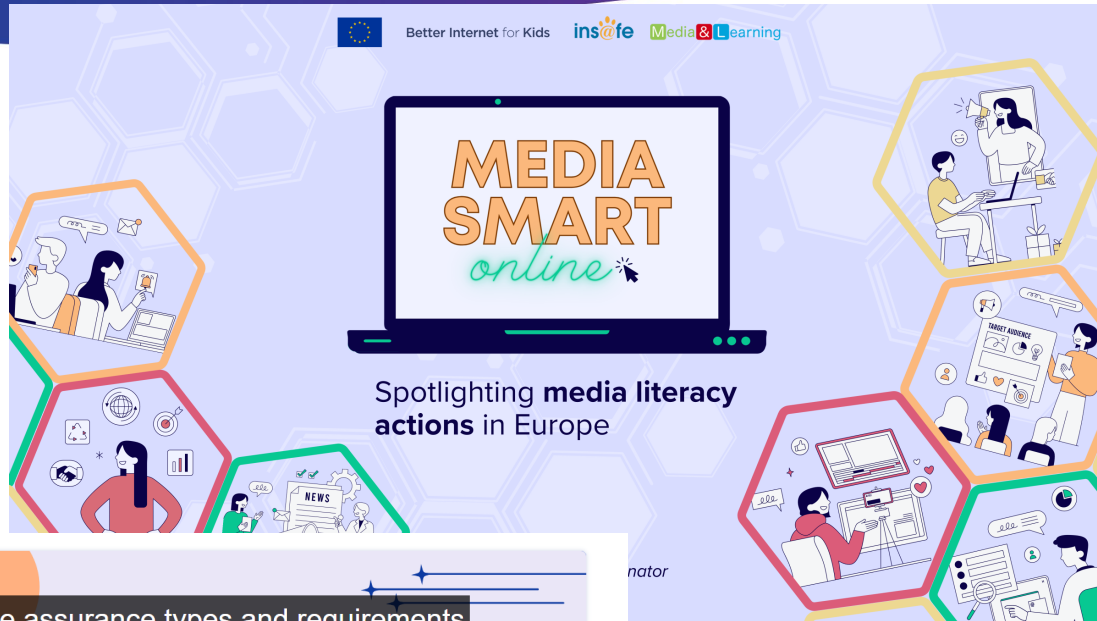 Better Internet for Kids
ins@fe
Media & Learning
MEDIA
SMART
online
Spotlighting media literacy
actions in Europe
TARGET AUDIENCE
NEWS
assurance types and requirements